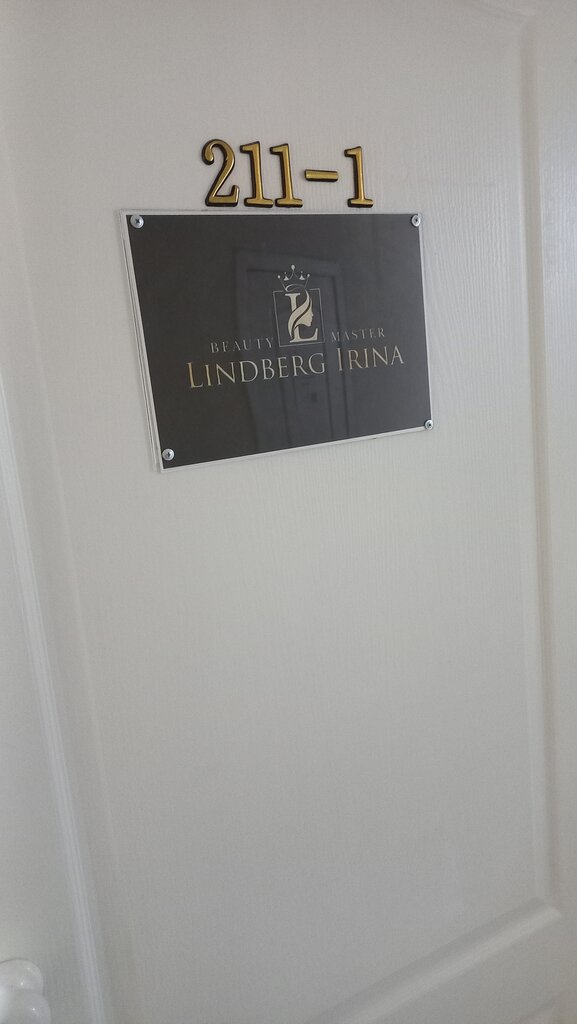 211-1
L
BEAUTY MASTER
LINDBERG IRINA